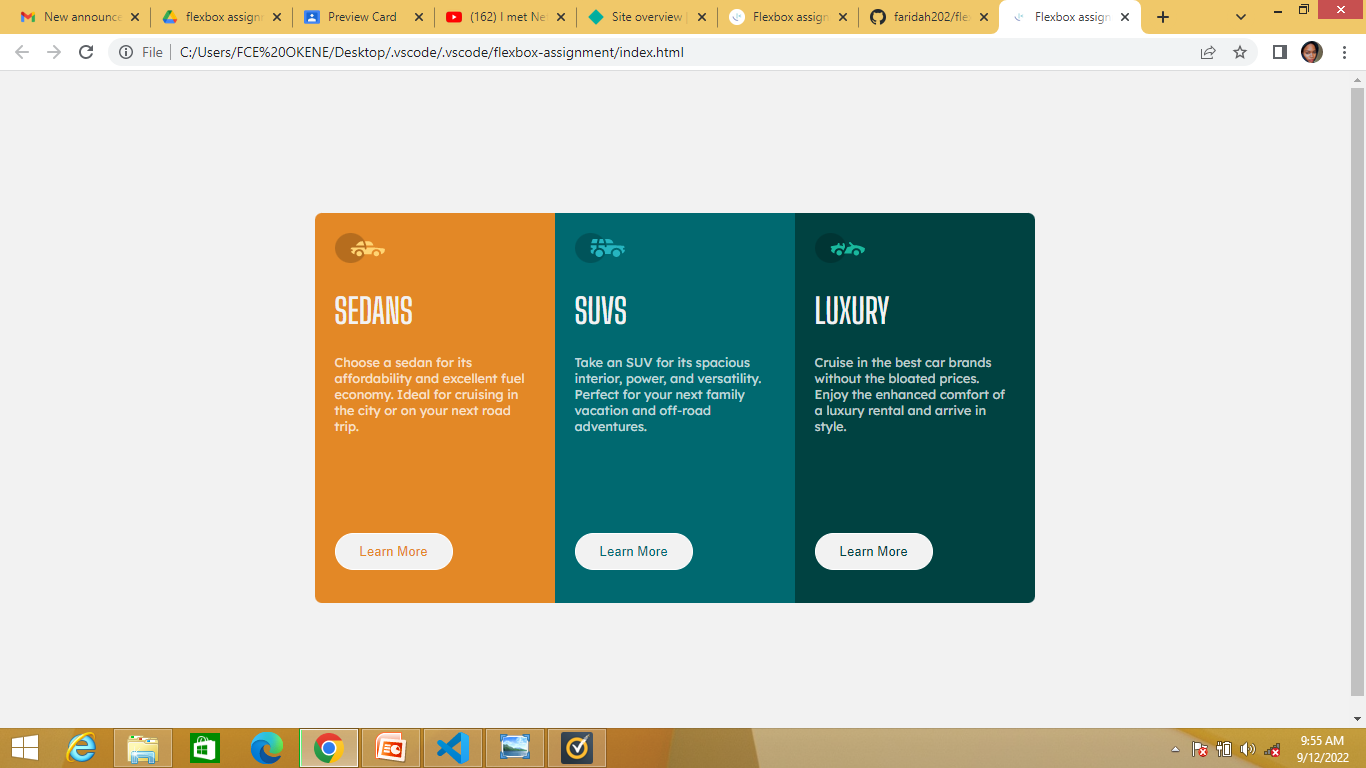 New announce
flexbox assignm
Preview Card
(162) I met Ne
Site overview
Flexbox assign
faridah202/flex
Flexbox assign
File
C:/Users/FCE%20OKENE/Desktop/.vscode/.vscode/flexbox-assignment/index.html
SEDANS
Choose a sedan for its
affordability and excellent fuel
economy. Ideal for cruising in
the city or on your next road
trip.
Learn More
SUVS
Take an SUV for its spacious
interior, power, and versatility.
Perfect for your next family
vacation and off-road
adventures.
Learn More
LUXURY
Cruise in the best car brands
without the bloated prices.
Enjoy the enhanced comfort of
a luxury rental and arrive in
style.
Learn More
9:55 AM
9/12/2022